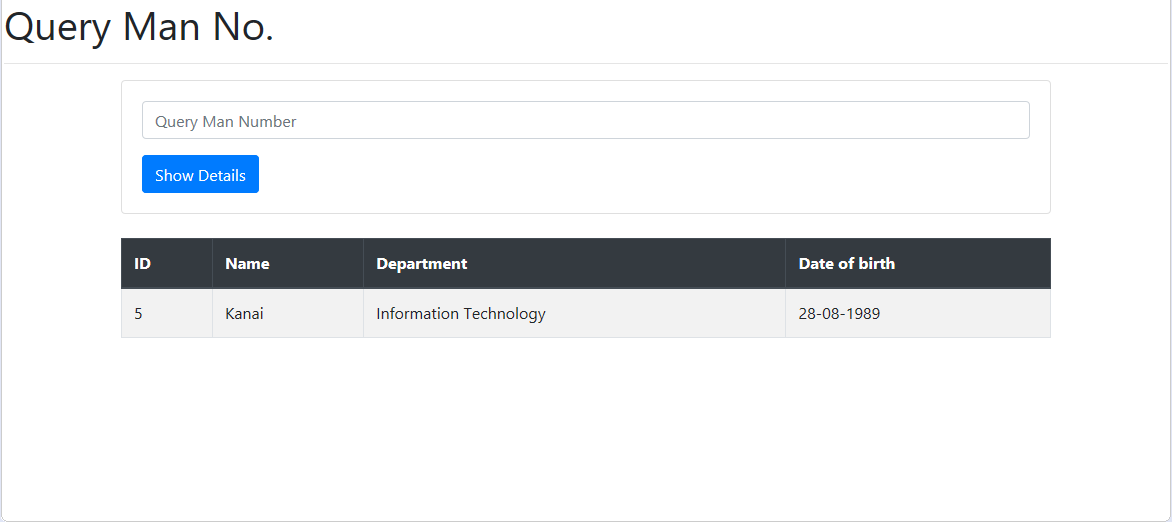 Query Man No.
Query Man Number
Show Details
ID Name Department Date of birth
5 Kanai Information Technology 28-08-1989